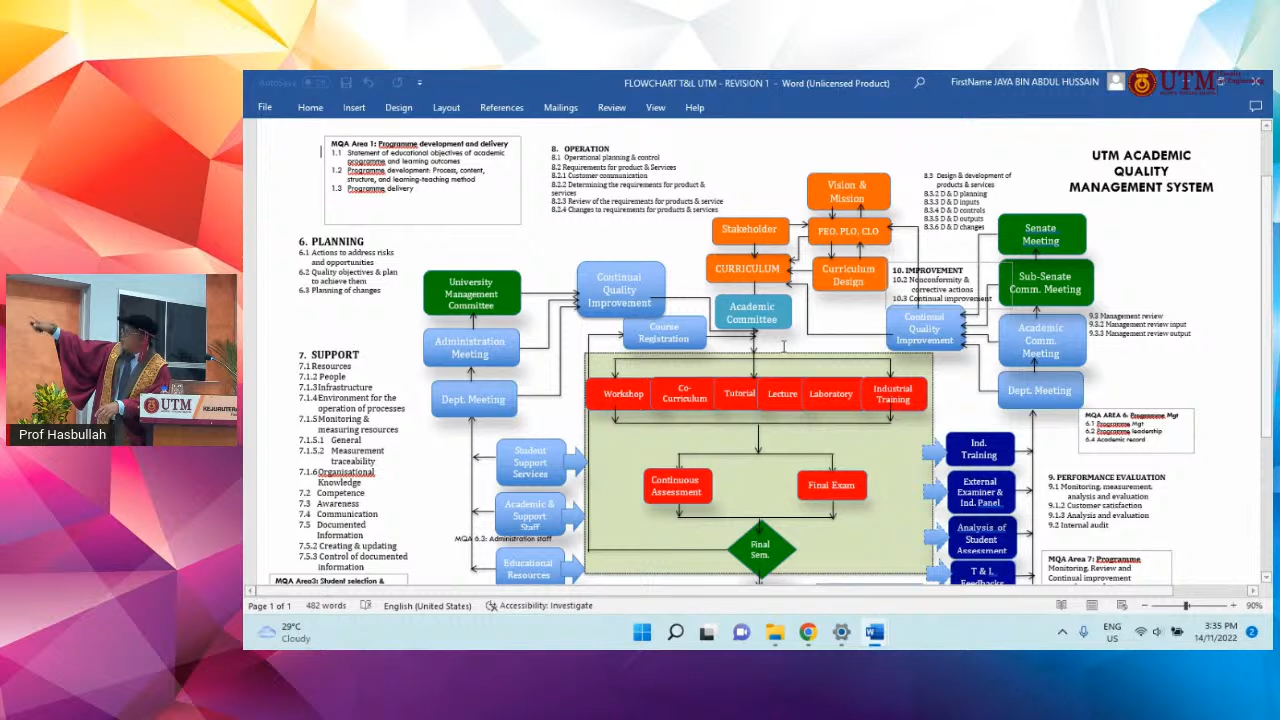 AutoSave
FLOWCHART T&L UTM - REVISION 1 - Word (Unlicensed Product)
FirstName JAYA BIN ABDUL HUSSAIN
UTM
File
Home
Insert
Design
Layout
References
Mailings
Review
View
Help
MQA Area 1: Programme development and delivery
1.1 Statement of educational objectives of academic
programme and learning outcomes
1.2 Programme development: Process, content,
structure, and learning-teaching method
1.3 Programme delivery
8. OPERATION
8.1 Operational planning & control
8.2 Requirements for product & Services
8.2.1 Customer communication
8.2.2 Determining the requirements for product &
services
8.2.3 Review of the requirements for products & service
8.2.4 Changes to requirements for products & services
Vision &
Mission
8.3 Design & development of
products & services
8.3.2 D & D planning
8.3.3 D & D inputs
8.3.4 D & D controls
8.3.5 D & D outputs
8.3.6 D & D changes
UTM ACADEMIC
QUALITY
MANAGEMENT SYSTEM
Stakeholder
PEO. PLO, CLO
Senate
Meeting
6. PLANNING
6.1 Actions to address risks
and opportunities
6.2 Quality objectives & plan
to achieve them
6.3 Planning of changes
University
Management
Committee
Continual
Quality
Improvement
CURRICULUM
Curriculum
Design
10. IMPROVEMENT
10.2 Nonconformity &
corrective actions
10.3 Continual improvement
Sub-Senate
Comm. Meeting
Academic
Committee
Course
Registration
Continual
Quality
Improvement
Academic
Comm.
Meeting
9.3 Management review
9.3.2 Management review input
9.3.3 Management review output
Administration
Meeting
Dept. Meeting
Dept. Meeting
7. SUPPORT
7.1 Resources
7.1.2 People
7.1.3Infrastructure
7.1.4Environment for the
operation of processes
7.1.5Monitoring &
measuring resources
7.1.5.1 General
7.1.5.2 Measurement
traceability
7.1.6Organisational
Knowledge
7.2 Competence
7.3 Awareness
7.4 Communication
7.5 Documented
Information
7.5.2 Creating & updating
7.5.3 Control of documented
information
Workshop
Co-
Curriculum
Tutorial
Lecture
Laboratory
Industrial
Training
MQA AREA 6: Programme Mgt
6.1 Programme Mgt
6.2 Programme leadership
6.4 Academic record
Student
Support
Services
Continuous
Assessment
Final Exam
Ind.
Training
External
Examiner &
Ind. Panel
9. PERFORMANCE EVALUATION
9.1 Monitoring, measurement,
analysis and evaluation
9.1.2 Customer satisfaction
9.1.3 Analysis and evaluation
9.2 Internal audit
Academic &
Support
Staff
MQA 6.3: Administration staff
Final
Sem.
Analysis of
Student
Assessment
Educational
Resources
T & L
Feedbacks
MQA Area 7: Programme
Monitoring, Review and
Continual improvement
MQA Area3: Student selection &
UTM
KEJURUTERA
Prof Hasbullah
Page 1 of 1
482 words
English (United States)
Accessibility: Investigate
90%
29°C
Cloudy
ENG
US
3:35 PM
14/11/2022
2